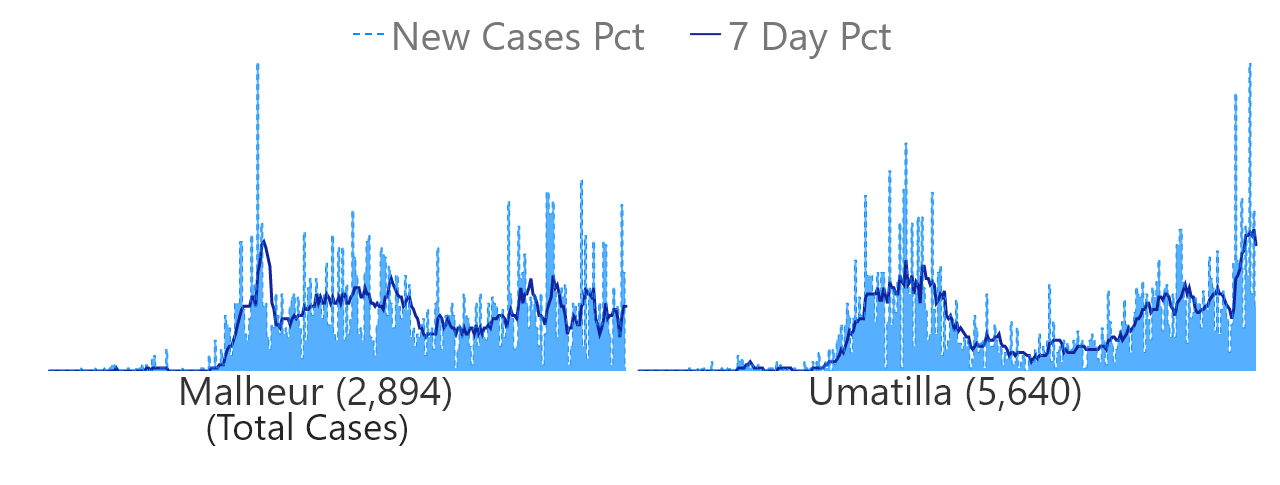 New Cases Pct 7 Day Pct
Malheur (2,894) Umatilla (5,640)
(Total Cases)